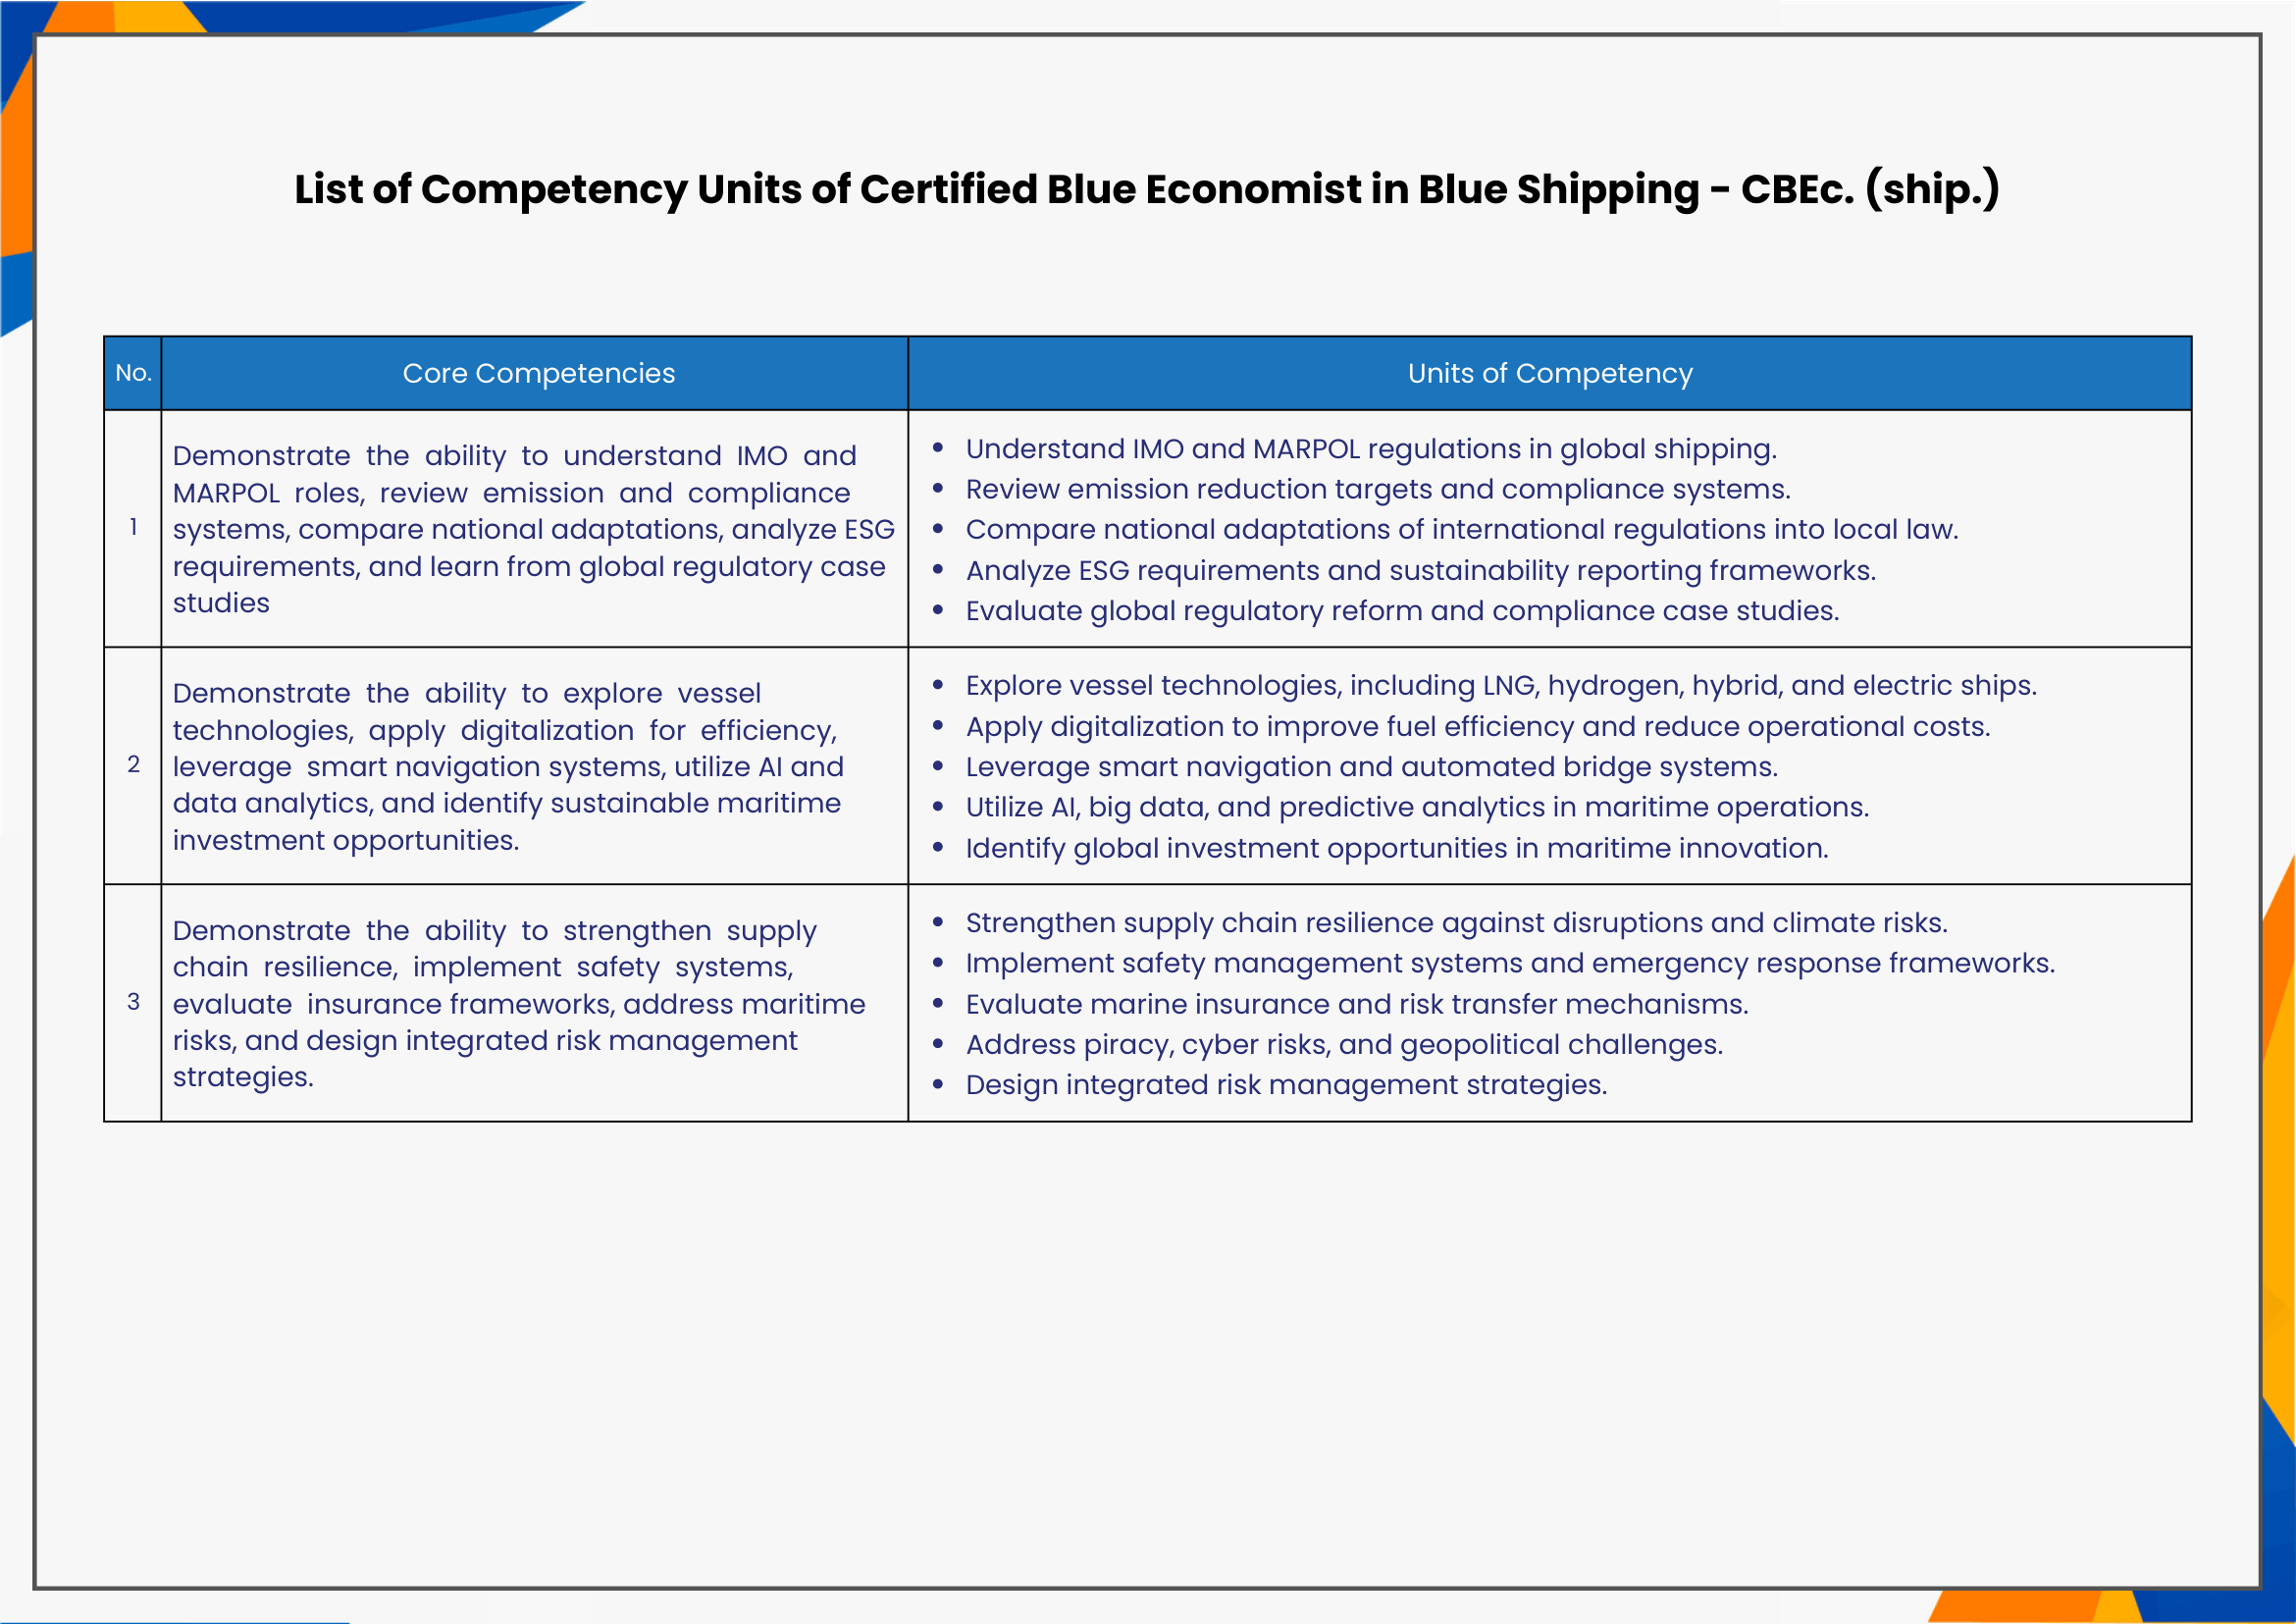 List of Competency Units of Certified Blue Economist in Blue Shipping - CBEc. (ship.)
No.
Core Competencies
Units of Competency
1
Demonstrate the ability to understand IMO and
MARPOL roles, review emission and compliance
systems, compare national adaptations, analyze ESG
requirements, and learn from global regulatory case
studies
• Understand IMO and MARPOL regulations in global shipping.
• Review emission reduction targets and compliance systems.
• Compare national adaptations of international regulations into local law.
• Analyze ESG requirements and sustainability reporting frameworks.
• Evaluate global regulatory reform and compliance case studies.
2
Demonstrate the ability to explore vessel
technologies, apply digitalization for efficiency,
leverage smart navigation systems, utilize AI and
data analytics, and identify sustainable maritime
investment opportunities.
• Explore vessel technologies, including LNG, hydrogen, hybrid, and electric ships.
• Apply digitalization to improve fuel efficiency and reduce operational costs.
• Leverage smart navigation and automated bridge systems.
• Utilize AI, big data, and predictive analytics in maritime operations.
• Identify global investment opportunities in maritime innovation.
3
Demonstrate the ability to strengthen supply
chain resilience, implement safety systems,
evaluate insurance frameworks, address maritime
risks, and design integrated risk management
strategies.
• Strengthen supply chain resilience against disruptions and climate risks.
• Implement safety management systems and emergency response frameworks.
• Evaluate marine insurance and risk transfer mechanisms.
• Address piracy, cyber risks, and geopolitical challenges.
• Design integrated risk management strategies.